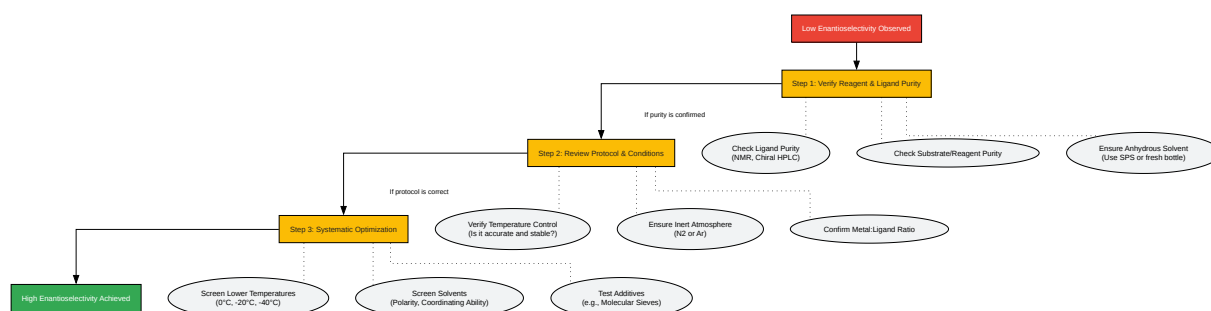 Low Enantioselectivity Observed
Step 1: Verify Reagent & Ligand Purity
If purity is confirmed
Check Ligand Purity
(NMR, Chiral HPLC)
Check Substrate/Reagent Purity
Ensure Anhydrous Solvent
(Use SPS or fresh bottle)
Step 2: Review Protocol & Conditions
If protocol is correct
Verify Temperature Control
(Is it accurate and stable?)
Ensure Inert Atmosphere
(N2 or Ar)
Confirm Metal:Ligand Ratio
Step 3: Systematic Optimization
Screen Lower Temperatures
(0°C, -20°C, -40°C)
Screen Solvents
(Polarity, Coordinating Ability)
Test Additives
(e.g., Molecular Sieves)
High Enantioselectivity Achieved